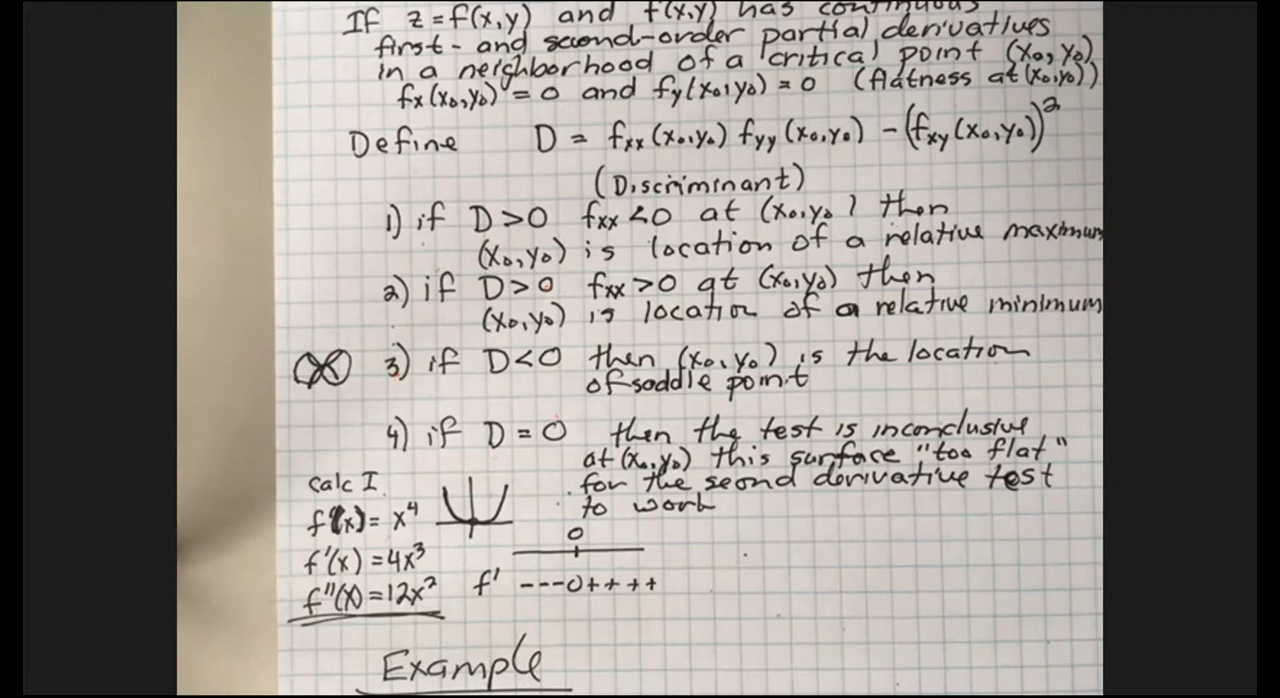 If z = f(x,y) and f(x,y) has continuous
first- and second-order partial derivatives
in a neighborhood of a critical point (x₀, y₀)
fx(x₀,y₀) = 0 and fy(x₀,y₀) = 0 (flatness at (x₀,y₀))
Define D = fxx(x₀,y₀) fyy(x₀,y₀) - (fxy(x₀,y₀))²
(Discriminant)
1) if D>0 fxx<0 at (x₀,y₀) then
(x₀,y₀) is location of a relative maximum
2) if D>0 fxx>0 at (x₀,y₀) then
(x₀,y₀) is location of a relative minimum
3) if D<0 then (x₀,y₀) is the location
of saddle point
4) if D = 0 then the test is inconclusive
at (x₀,y₀) this surface "too flat"
for the seond derivative test
to work
Calc I
f(x) = x⁴
0
f'(x) = 4x³
f''(x) = 12x²
f' ---0++++
Example